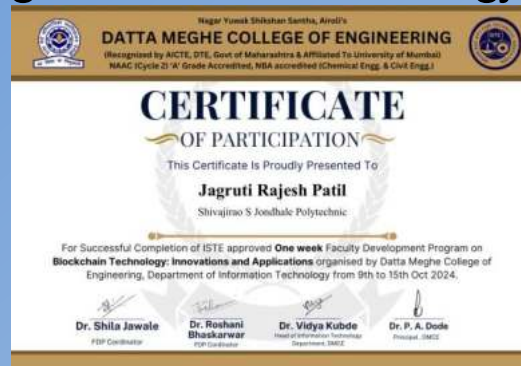 Nagar Yuwak Shikshan Santha, Airoli's
DATTA MEGHE COLLEGE OF ENGINEERING
(Recognized by AICTE, DTE, Govt of Maharashtra & Affiliated To University of Mumbai)
NAAC (Cycle 2) 'A' Grade Accredited, NBA accredited (Chemical Engg. & Civil Engg.)
CERTIFICATE
OF PARTICIPATION
This Certificate Is Proudly Presented To
Jagruti Rajesh Patil
Shivajirao S Jondhale Polytechnic
For Successful Completion of ISTE approved One week Faculty Development Program on
Blockchain Technology: Innovations and Applications organised by Datta Meghe College of
Engineering, Department of Information Technology from 9th to 15th Oct 2024.
Dr. Shila Jawale
FDP Cordinator
Dr. Roshani
Bhaskarwar
FDP Cordinator
Dr. Vidya Kubde
Head of Information Technology
Department, DMCE
Dr. P. A. Dode
Principal, DMCE